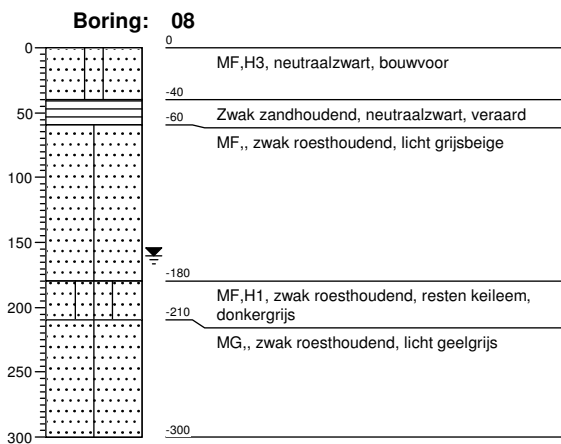 Boring: 08
0
0
MF,H3, neutraalzwart, bouwvoor
-40
50
Zwak zandhoudend, neutraalzwart, veraard
-60
MF,, zwak roesthoudend, licht grijsbeige
100
150
-180
MF,H1, zwak roesthoudend, resten keileem,
donkergrijs
200
-210
MG,, zwak roesthoudend, licht geelgrijs
250
300
-300